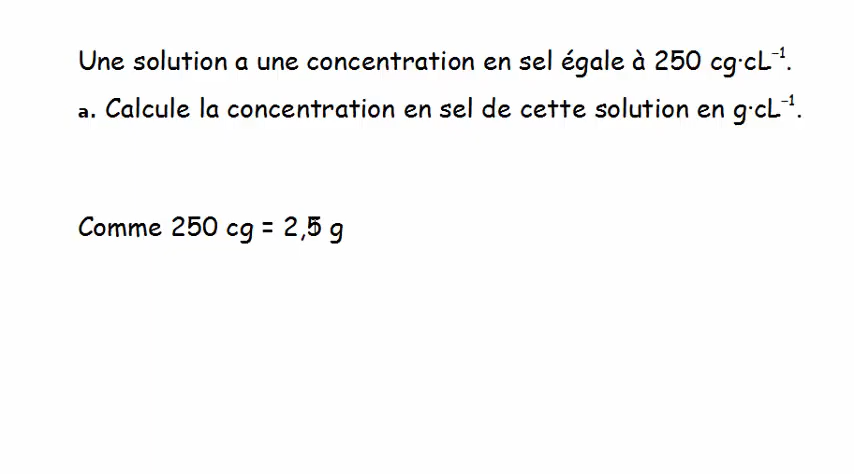 Une solution a une concentration en sel égale à 250 cg·cL⁻¹.
a. Calcule la concentration en sel de cette solution en g·cL⁻¹.
Comme 250 cg = 2,5 g